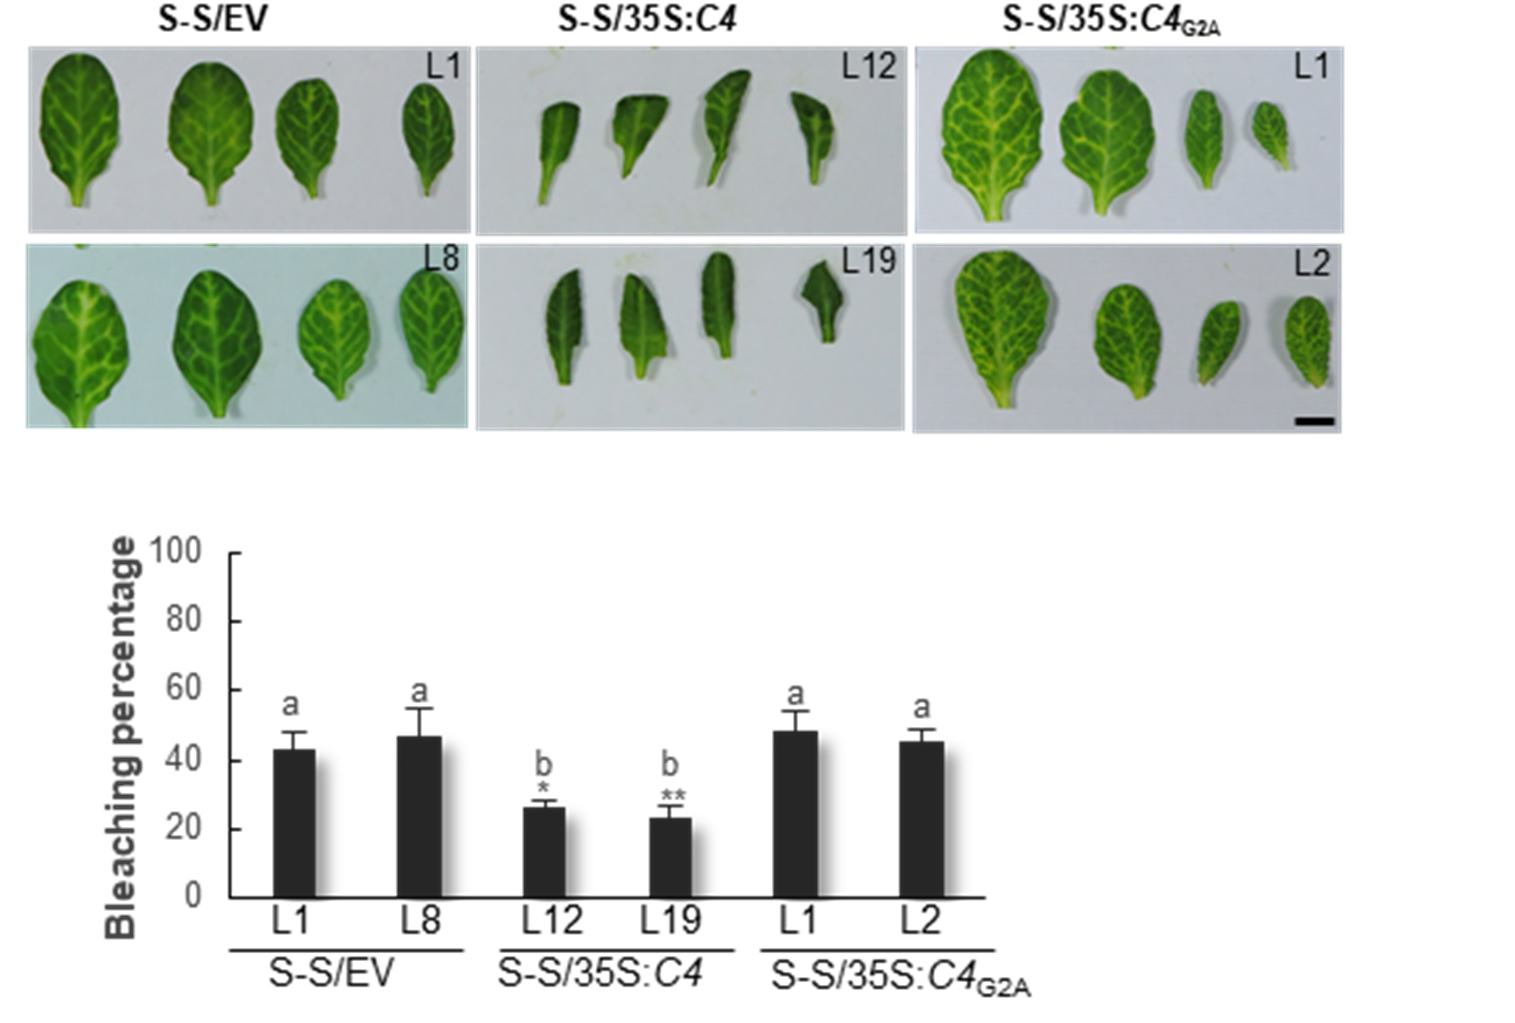 S-S/EV S-S/35S:C4 S-S/35S:C4G2A
L1 L12 L1
L8 L19 L2
Bleaching percentage
100
80
60
40
20
0
a a b * b ** a a
L1 L8 L12 L19 L1 L2
S-S/EV S-S/35S:C4 S-S/35S:C4G2A